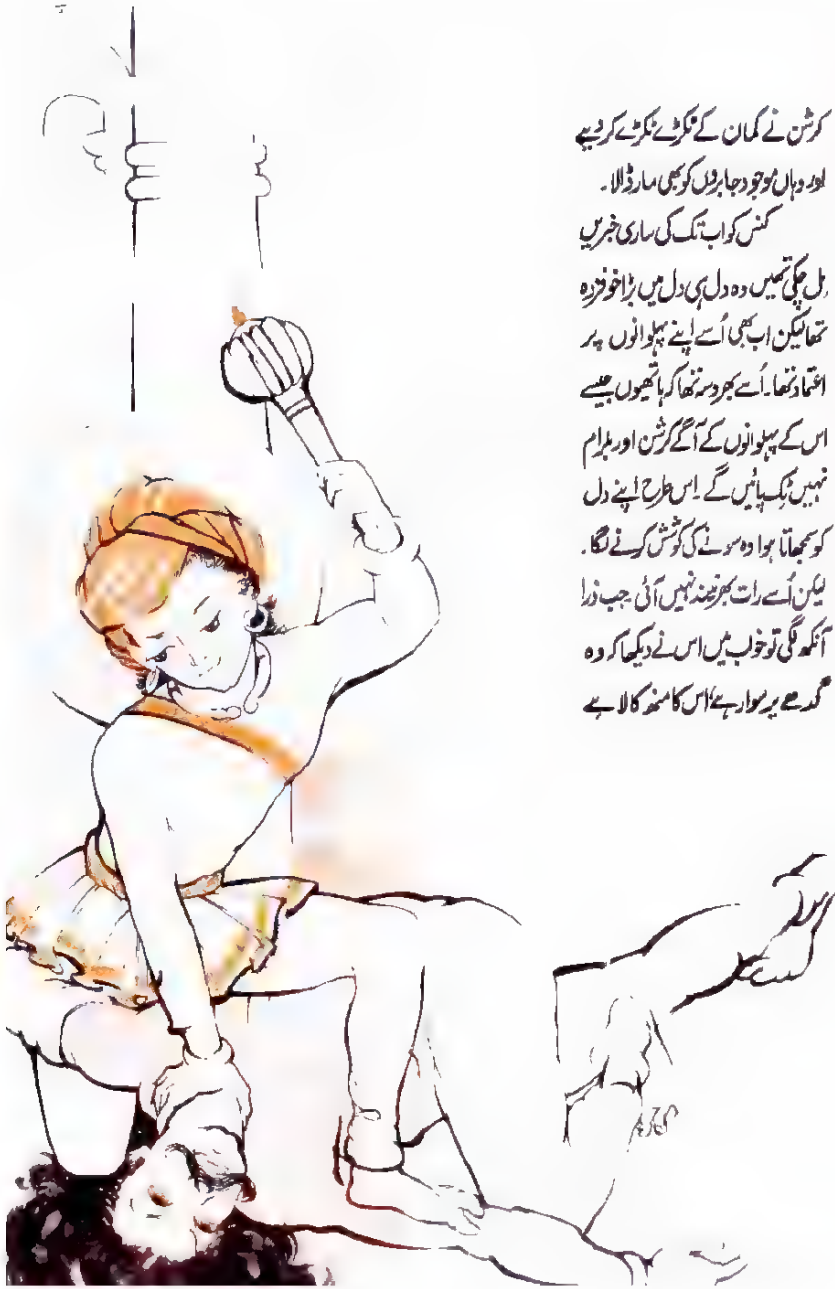 کرشن نے کمان کے ٹکڑے ٹکڑے کر دیے
اور وہاں موجود جابروں کو بھی مار ڈالا۔
کنس کو اب تک کی ساری خبریں
مل چکی تھیں وہ دل ہی دل میں بڑا خوفزدہ
تھا لیکن اب بھی اُسے اپنے پہلوانوں پر
اعتماد تھا۔ اُسے بھروسہ تھا کہ ہاتھیوں جیسے
اس کے پہلوانوں کے آگے کرشن اور بلرام
نہیں ٹِک پائیں گے۔ اس طرح اپنے دل
کو سمجھاتا ہوا وہ سونے کی کوشش کرنے لگا۔
لیکن اُسے رات بھر نیند نہیں آئی۔ جب ذرا
آنکھ لگی تو خواب میں اس نے دیکھا کہ وہ
گدھے پر سوار ہے، اس کا منھ کالا ہے